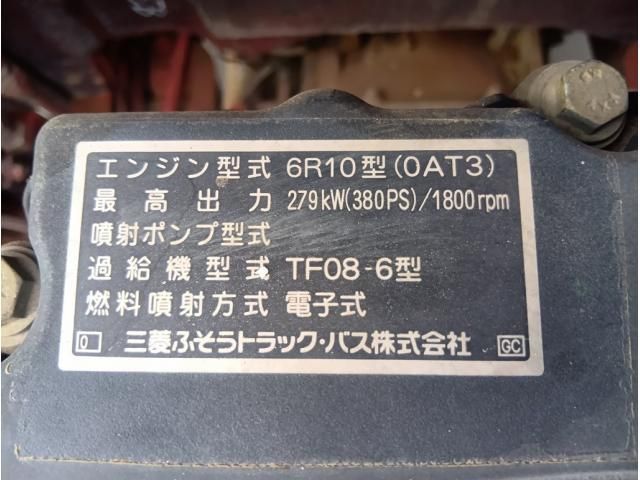 エンジン型式 6R10型(0AT3)
最高出力 279kW(380PS)/1800rpm
噴射ポンプ型式
過給機型式 TF08-6型
燃料噴射方式 電子式
0 三菱ふそうトラック・バス株式会社 GC